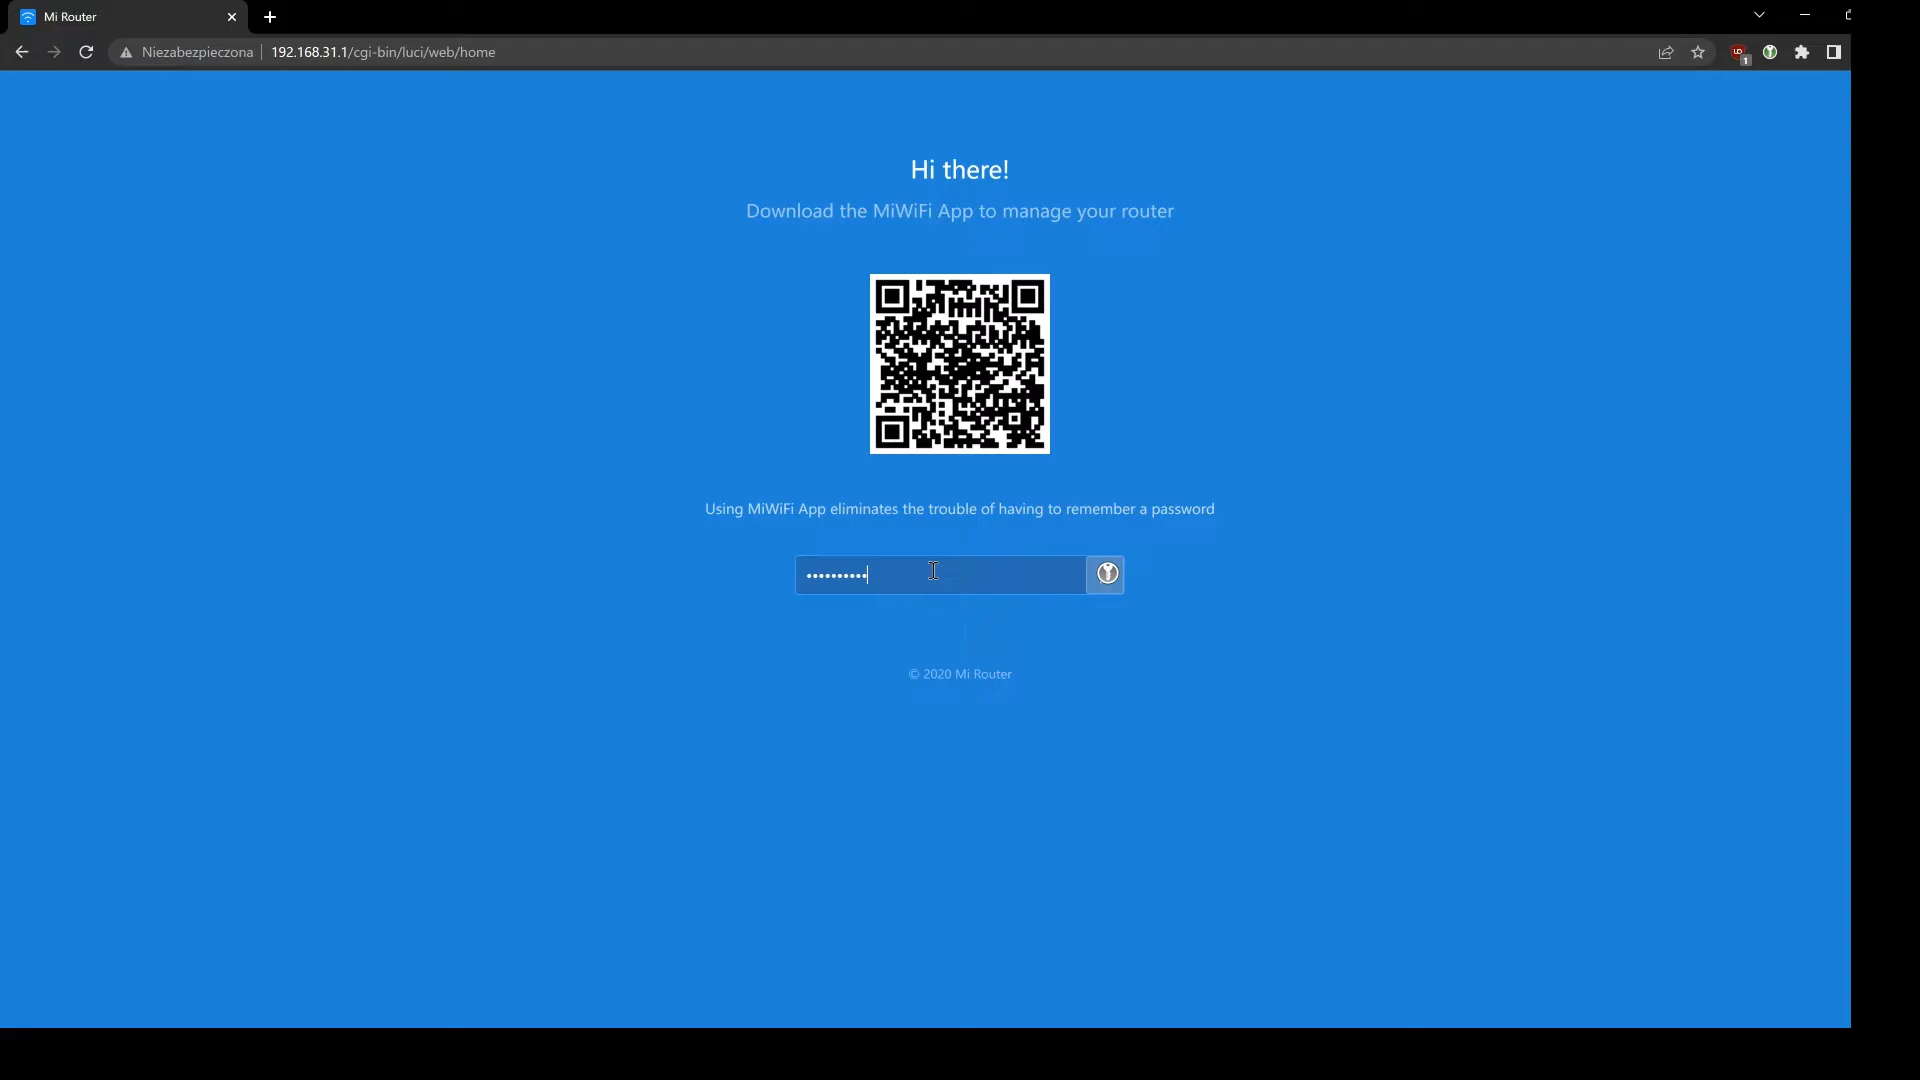 Mi Router
Niezabezpieczona
192.168.31.1/cgi-bin/luci/web/home
1
Hi there!
Download the MiWiFi App to manage your router
Using MiWiFi App eliminates the trouble of having to remember a password
••••••••••
© 2020 Mi Router